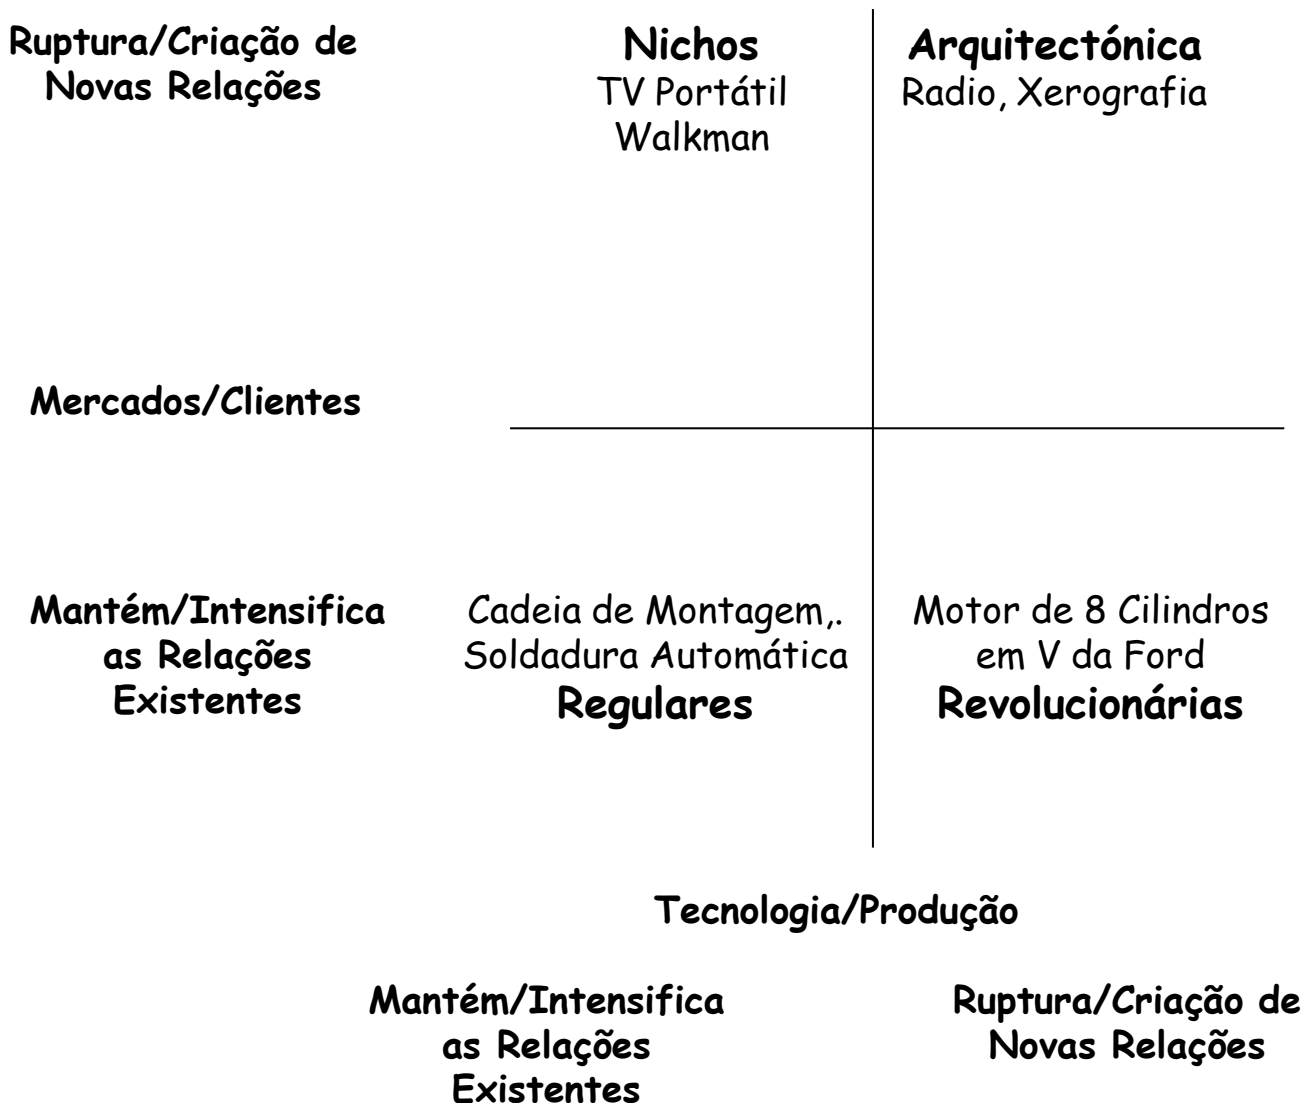 Ruptura/Criação de
Novas Relações
Nichos
TV Portátil
Walkman
Arquitectónica
Radio, Xerografia
Mercados/Clientes
Mantém/Intensifica
as Relações
Existentes
Cadeia de Montagem,.
Soldadura Automática
Regulares
Motor de 8 Cilindros
em V da Ford
Revolucionárias
Tecnologia/Produção
Mantém/Intensifica
as Relações
Existentes
Ruptura/Criação de
Novas Relações